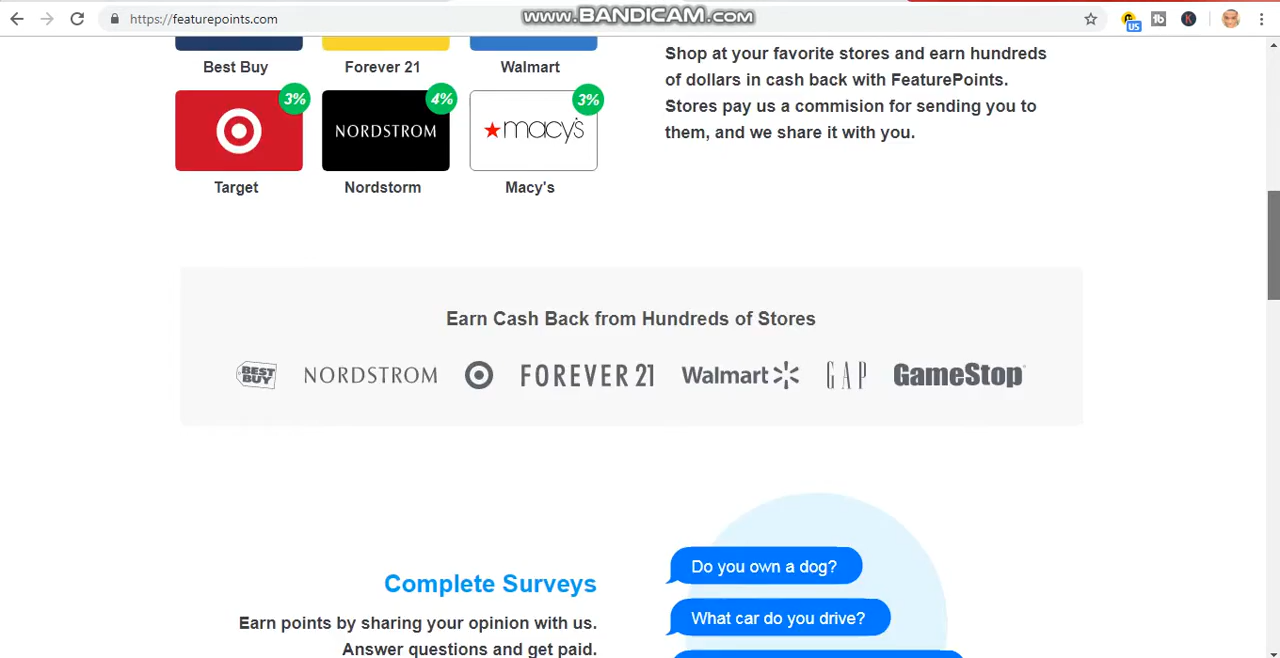 www.BANDICAM.com
https://featurepoints.com
US
K
Best Buy
Forever 21
Walmart
3%
4%
3%
NORDSTROM
macy's
Target
Nordstorm
Macy's
Shop at your favorite stores and earn hundreds
of dollars in cash back with FeaturePoints.
Stores pay us a commision for sending you to
them, and we share it with you.
Earn Cash Back from Hundreds of Stores
BEST BUY NORDSTROM FOREVER 21 Walmart GAP GameStop
Complete Surveys
Earn points by sharing your opinion with us.
Answer questions and get paid.
Do you own a dog?
What car do you drive?